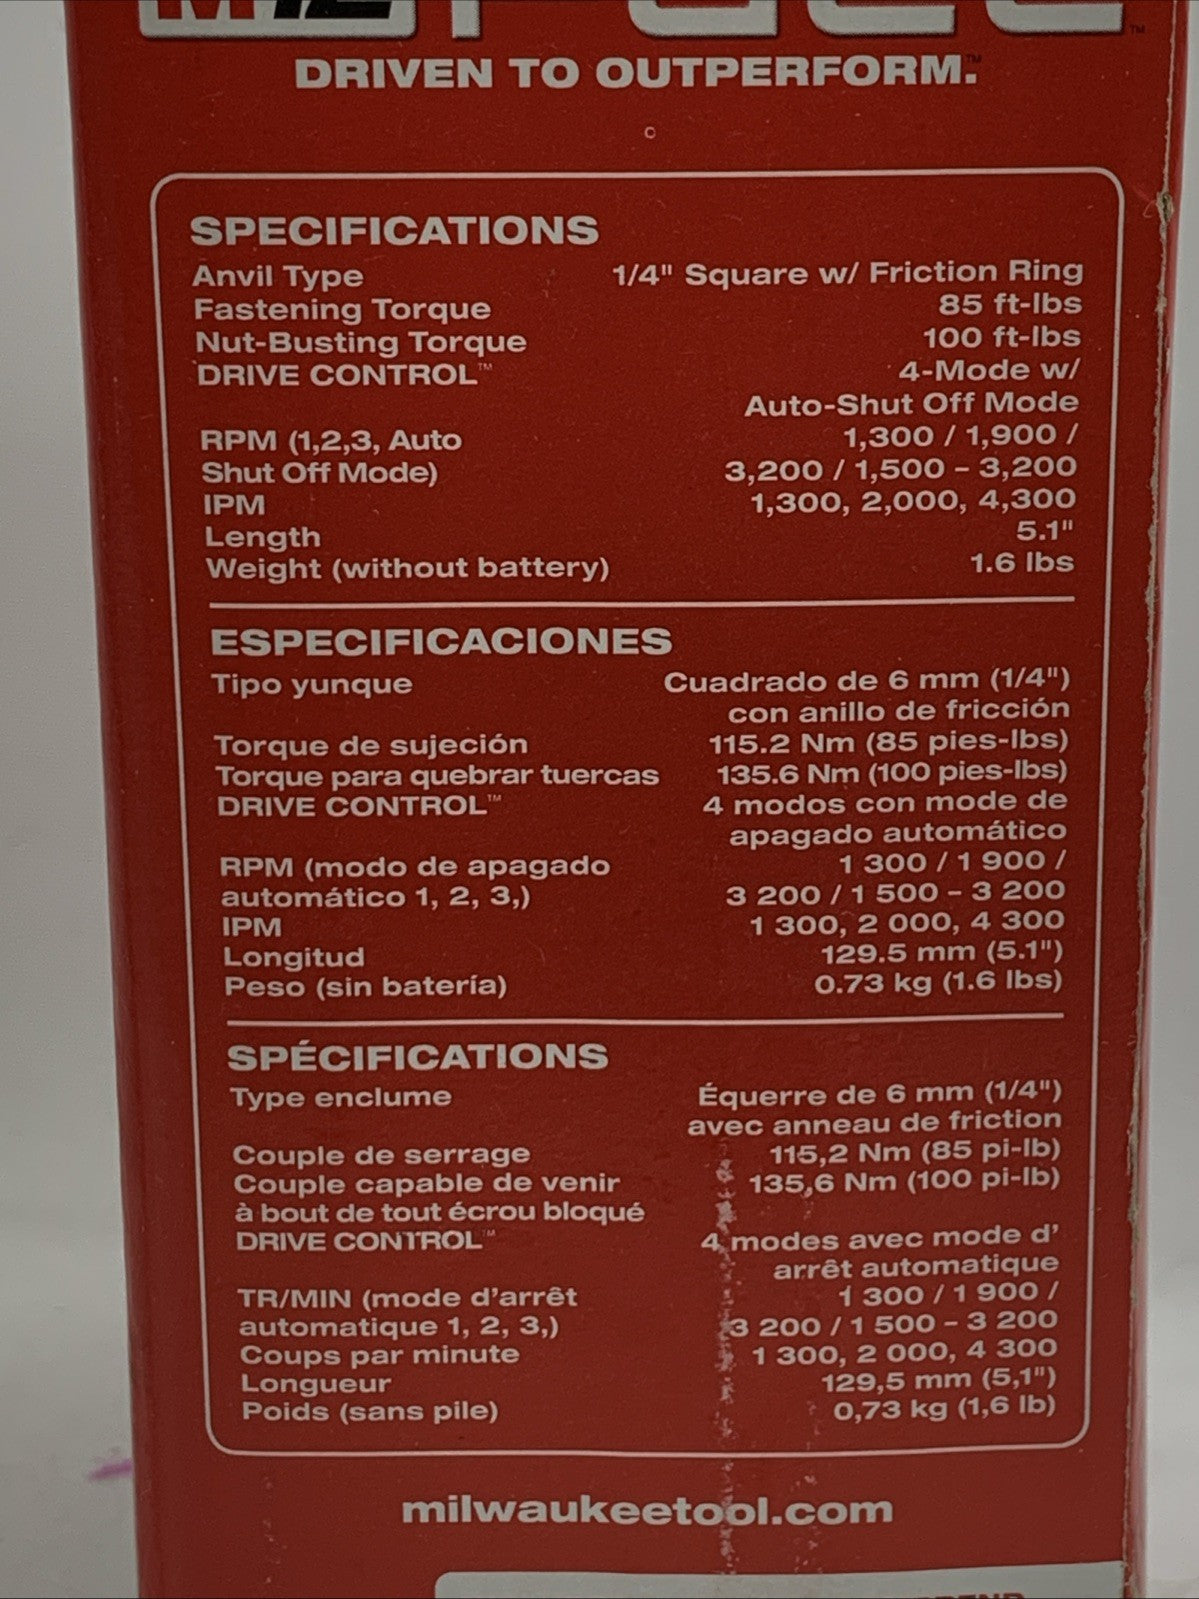 M12 FUEL™
DRIVEN TO OUTPERFORM.™
SPECIFICATIONS
Anvil Type 1/4" Square w/ Friction Ring
Fastening Torque 85 ft-lbs
Nut-Busting Torque 100 ft-lbs
DRIVE CONTROL™ 4-Mode w/
Auto-Shut Off Mode
RPM (1,2,3, Auto 1,300 / 1,900 /
Shut Off Mode) 3,200 / 1,500 – 3,200
IPM 1,300, 2,000, 4,300
Length 5.1"
Weight (without battery) 1.6 lbs
ESPECIFICACIONES
Tipo yunque Cuadrado de 6 mm (1/4")
con anillo de fricción
Torque de sujeción 115.2 Nm (85 pies-lbs)
Torque para quebrar tuercas 135.6 Nm (100 pies-lbs)
DRIVE CONTROL™ 4 modos con modo de
apagado automático
RPM (modo de apagado 1 300 / 1 900 /
automático 1, 2, 3,) 3 200 / 1 500 – 3 200
IPM 1 300, 2 000, 4 300
Longitud 129.5 mm (5.1")
Peso (sin batería) 0.73 kg (1.6 lbs)
SPÉCIFICATIONS
Type enclume Équerre de 6 mm (1/4")
avec anneau de friction
Couple de serrage 115,2 Nm (85 pi-lb)
Couple capable de venir 135,6 Nm (100 pi-lb)
à bout de tout écrou bloqué
DRIVE CONTROL™ 4 modes avec mode d'
arrêt automatique
TR/MIN (mode d'arrêt 1 300 / 1 900 /
automatique 1, 2, 3,) 3 200 / 1 500 – 3 200
Coups par minute 1 300, 2 000, 4 300
Longueur 129,5 mm (5,1")
Poids (sans pile) 0,73 kg (1,6 lb)
milwaukeetool.com